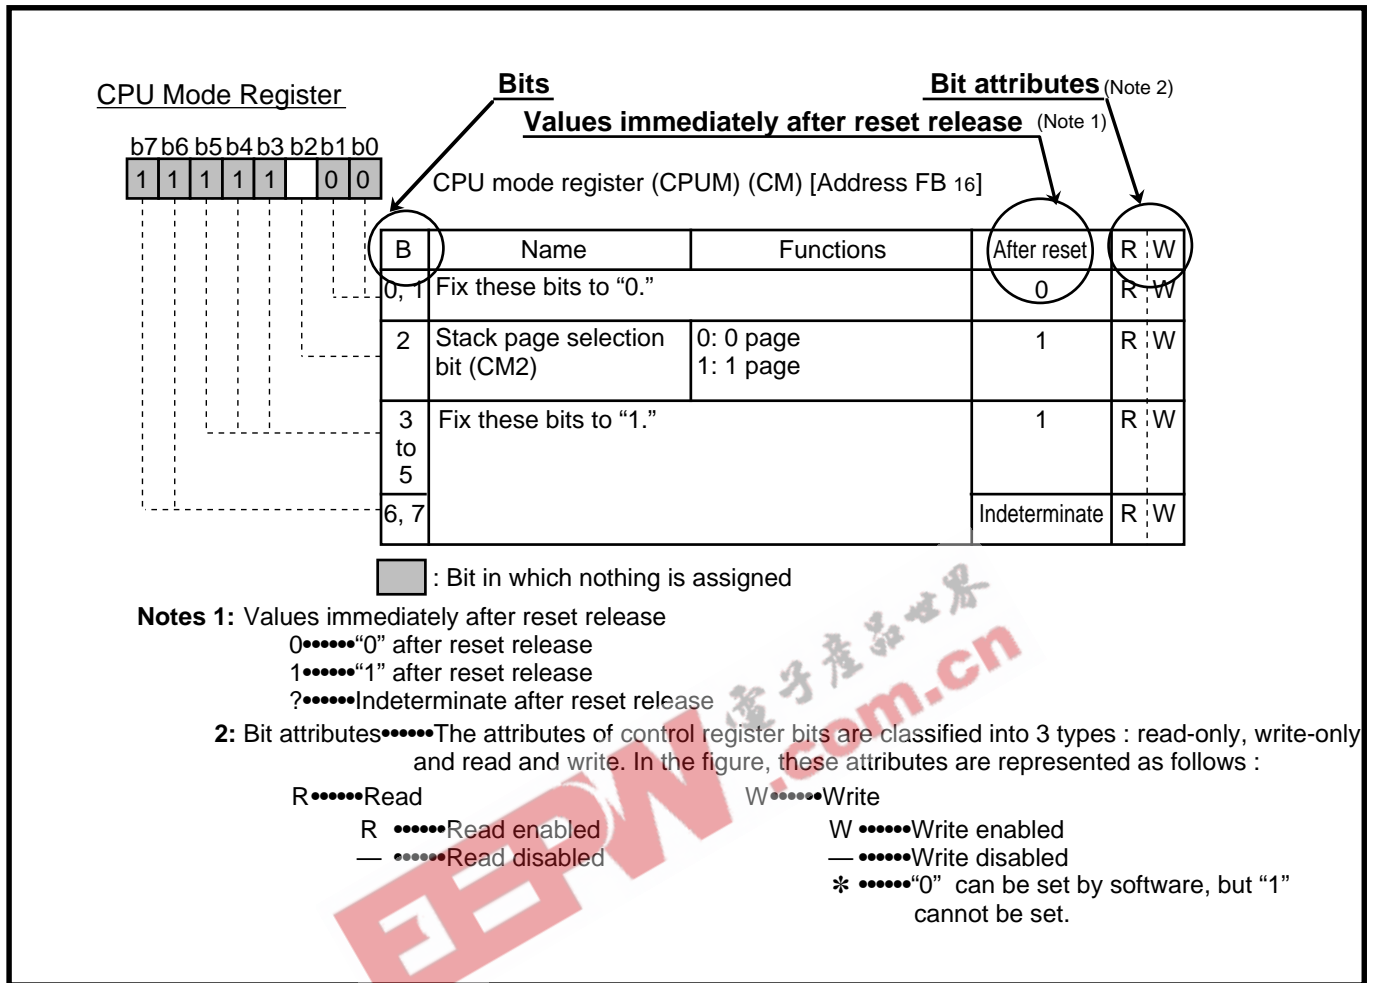 CPU Mode Register
Bits
Bit attributes (Note 2)
Values immediately after reset release (Note 1)
b7 b6 b5 b4 b3 b2 b1 b0
1 1 1 1 1 0 0
CPU mode register (CPUM) (CM) [Address FB 16]
B Name Functions After reset R W
0, 1 Fix these bits to “0.” 0 R W
2 Stack page selection bit (CM2) 0: 0 page 1: 1 page 1 R W
3 to 5 Fix these bits to “1.” 1 R W
6, 7 Indeterminate R W
: Bit in which nothing is assigned
Notes 1: Values immediately after reset release
0••••••“0” after reset release
1••••••“1” after reset release
?••••••Indeterminate after reset release
2: Bit attributes••••••The attributes of control register bits are classified into 3 types : read-only, write-only
and read and write. In the figure, these attributes are represented as follows :
R••••••Read W••••••Write
R ••••••Read enabled W ••••••Write enabled
— ••••••Read disabled — ••••••Write disabled
✽ ••••••“0” can be set by software, but “1”
cannot be set.
EEPW.com.cn
電子產品世界